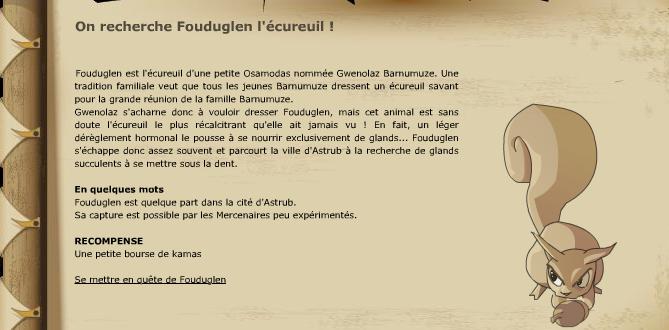 On recherche Fouduglen l'écureuil !
Fouduglen est l'écureuil d'une petite Osamodas nommée Gwenolaz Barnumuze. Une
tradition familiale veut que tous les jeunes Barnumuze dressent un écureuil savant
pour la grande réunion de la famille Barnumuze.
Gwenolaz s'acharne donc à vouloir dresser Fouduglen, mais cet animal est sans
doute l'écureuil le plus récalcitrant qu'elle ait jamais vu ! En fait, un léger
dérèglement hormonal le pousse à se nourrir exclusivement de glands... Fouduglen
s'échappe donc assez souvent et parcourt la ville d'Astrub à la recherche de glands
succulents à se mettre sous la dent.
En quelques mots
Fouduglen est quelque part dans la cité d'Astrub.
Sa capture est possible par les Mercenaires peu expérimentés.
RECOMPENSE
Une petite bourse de kamas
Se mettre en quête de Fouduglen